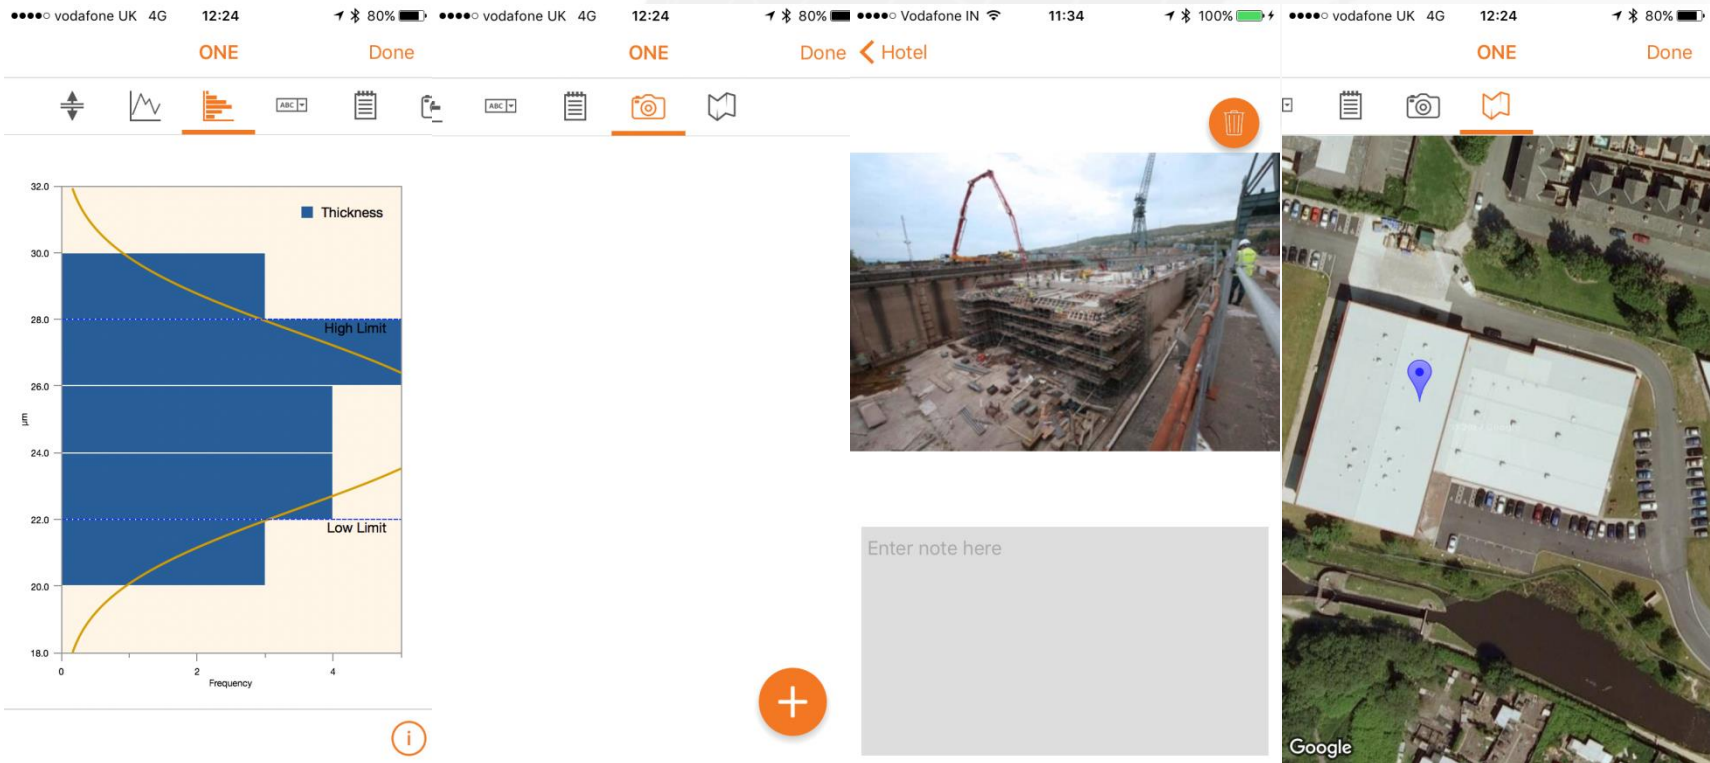 vodafone UK 4G 12:24 80%
ONE Done
ABC
Thickness
32.0
30.0
28.0
High Limit
26.0
µm
24.0
22.0
Low Limit
20.0
18.0
0 2 4
Frequency
i
vodafone UK 4G 12:24 80%
ONE Done
ABC
Vodafone IN 11:34 100%
Hotel
Enter note here
vodafone UK 4G 12:24 80%
ONE Done
Google